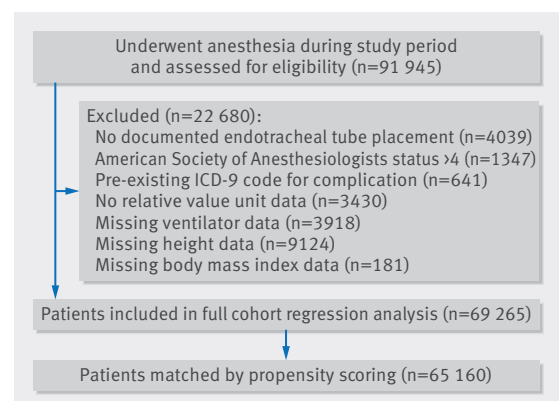 Underwent anesthesia during study period
and assessed for eligibility (n=91 945)
Excluded (n=22 680):
No documented endotracheal tube placement (n=4039)
American Society of Anesthesiologists status >4 (n=1347)
Pre-existing ICD-9 code for complication (n=641)
No relative value unit data (n=3430)
Missing ventilator data (n=3918)
Missing height data (n=9124)
Missing body mass index data (n=181)
Patients included in full cohort regression analysis (n=69 265)
Patients matched by propensity scoring (n=65 160)